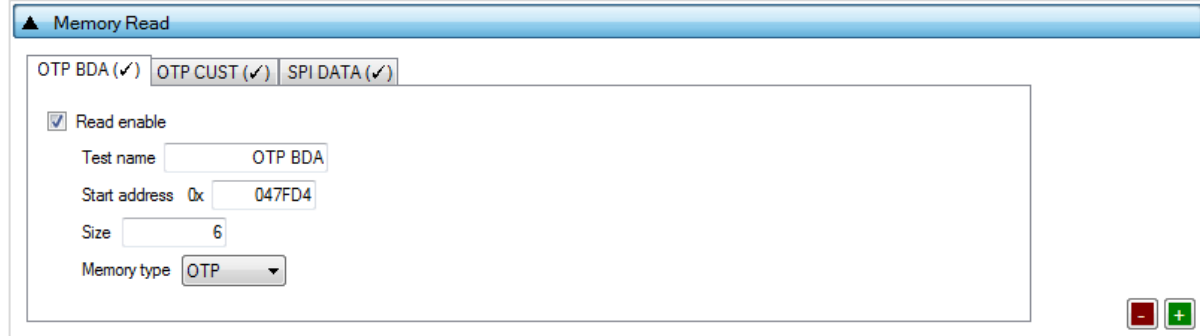 ▲ Memory Read
OTP BDA (✓) OTP CUST (✓) SPI DATA (✓)
Read enable
Test name OTP BDA
Start address 0x 047FD4
Size 6
Memory type OTP
- +